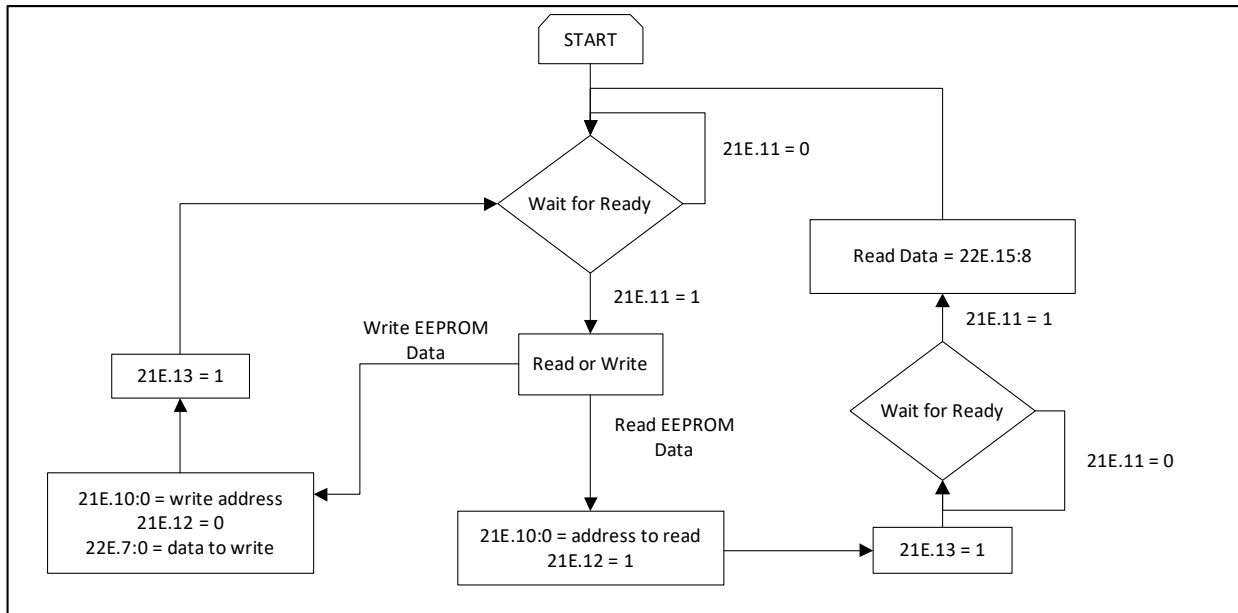 START
21E.11 = 0
Wait for Ready
21E.11 = 1
Read or Write
Write EEPROM
Data
21E.10:0 = write address
21E.12 = 0
22E.7:0 = data to write
21E.13 = 1
Read EEPROM
Data
21E.10:0 = address to read
21E.12 = 1
21E.13 = 1
Wait for Ready
21E.11 = 0
21E.11 = 1
Read Data = 22E.15:8